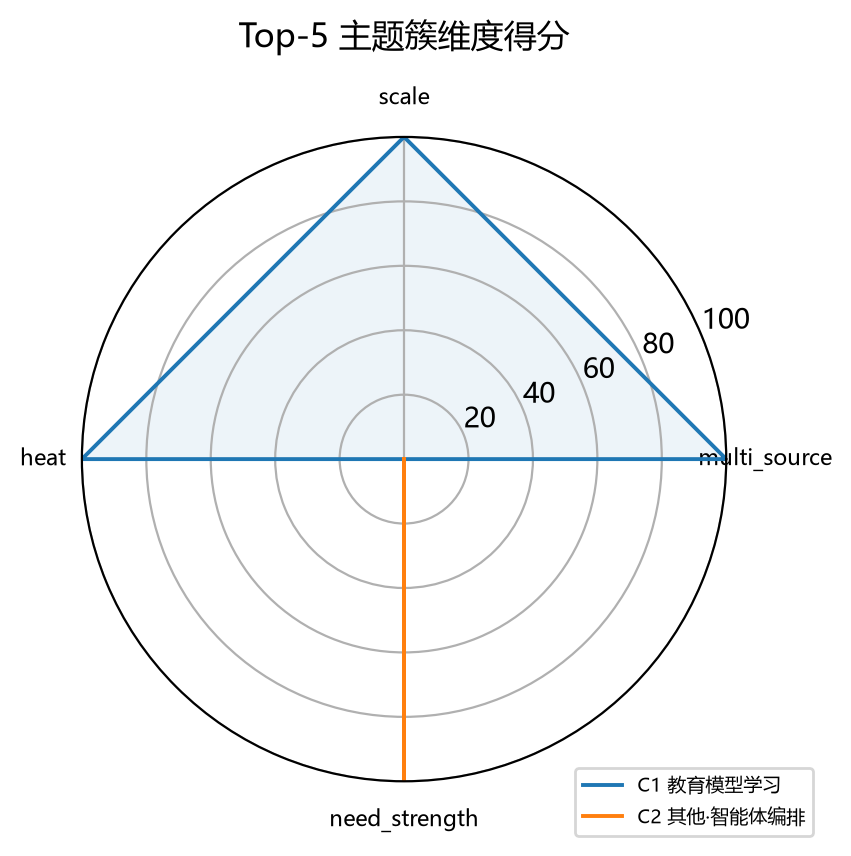 Top-5 主题簇维度得分
scale
100
80
60
40
20
heat
multi_source
need_strength
C1 教育模型学习
C2 其他·智能体编排